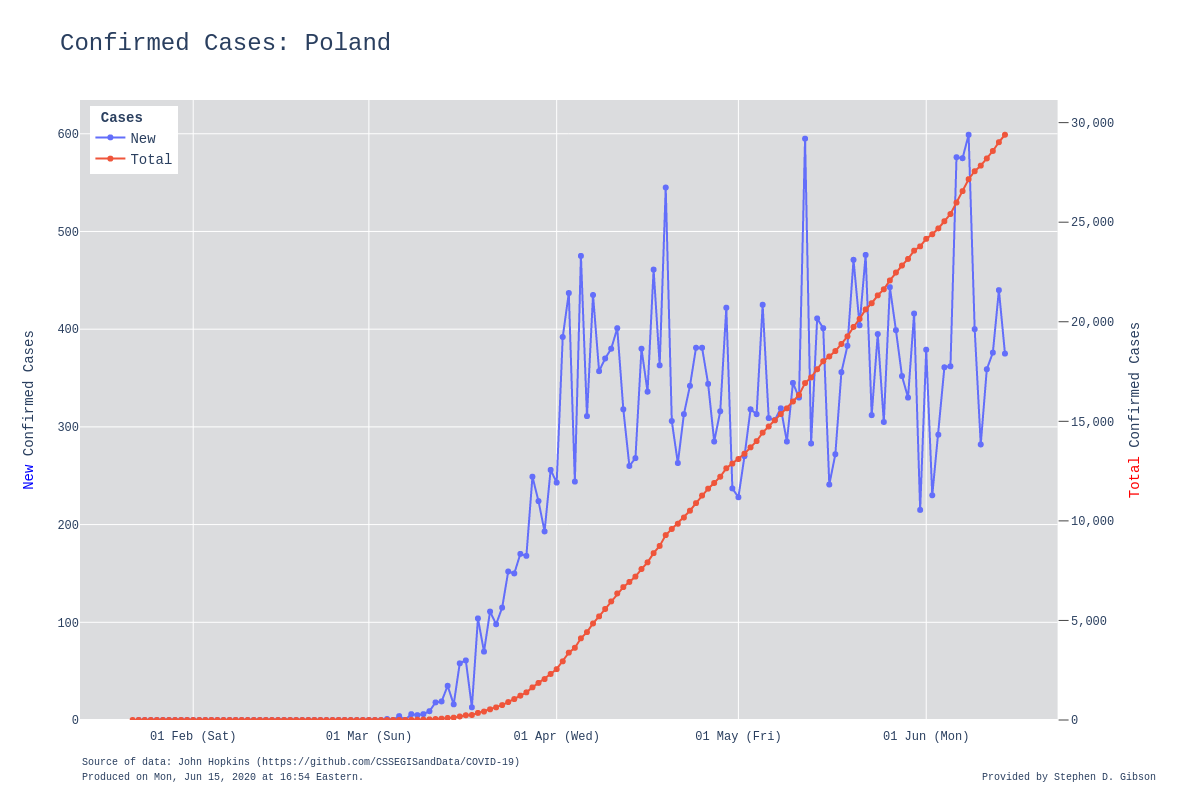 Confirmed Cases: Poland
Cases
New
Total
600
500
400
300
200
100
0
30,000
25,000
20,000
15,000
10,000
5,000
0
New Confirmed Cases
Total Confirmed Cases
01 Feb (Sat)
01 Mar (Sun)
01 Apr (Wed)
01 May (Fri)
01 Jun (Mon)
Source of data: John Hopkins (https://github.com/CSSEGISandData/COVID-19)
Produced on Mon, Jun 15, 2020 at 16:54 Eastern.
Provided by Stephen D. Gibson